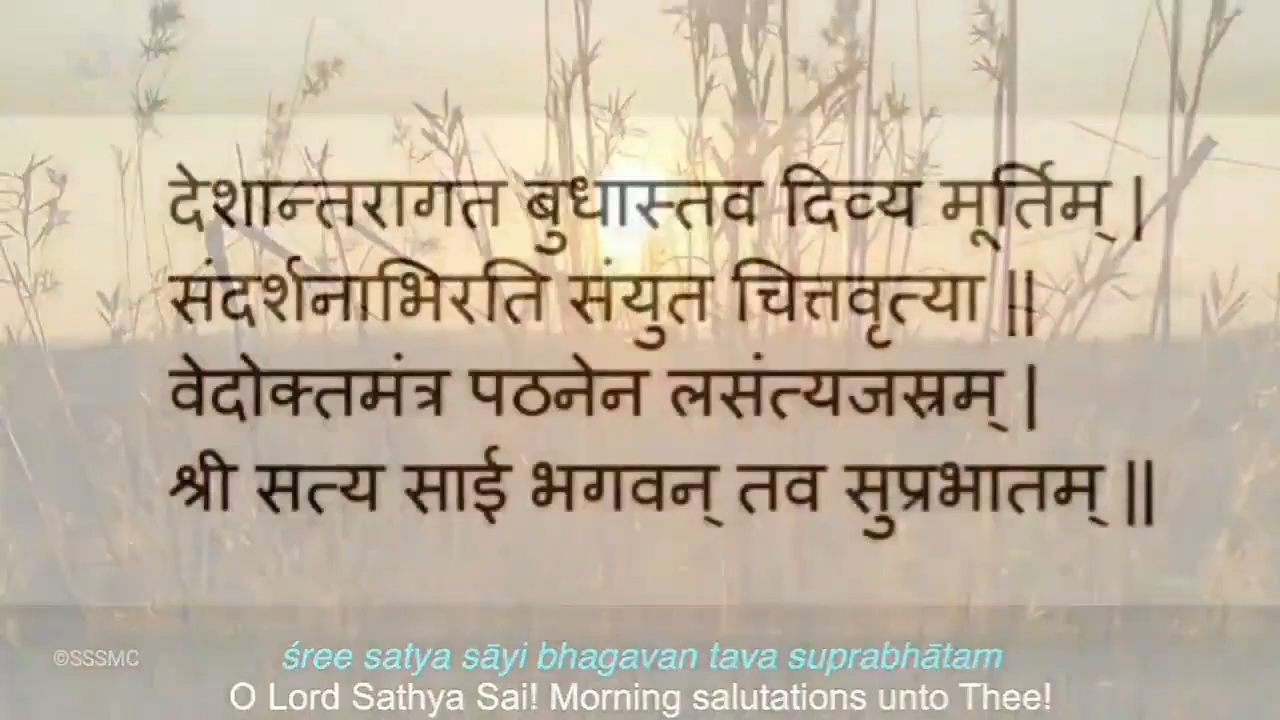 देशान्तरागत बुधास्तव दिव्य मूर्तिम् |
संदर्शनाभिरति संयुत चित्तवृत्या ||
वेदोक्तमंत्र पठनेन लसंत्यजस्रम् |
श्री सत्य साई भगवन् तव सुप्रभातम् ||
©SSSMC
śree satya sāyi bhagavan tava suprabhātam
O Lord Sathya Sai! Morning salutations unto Thee!